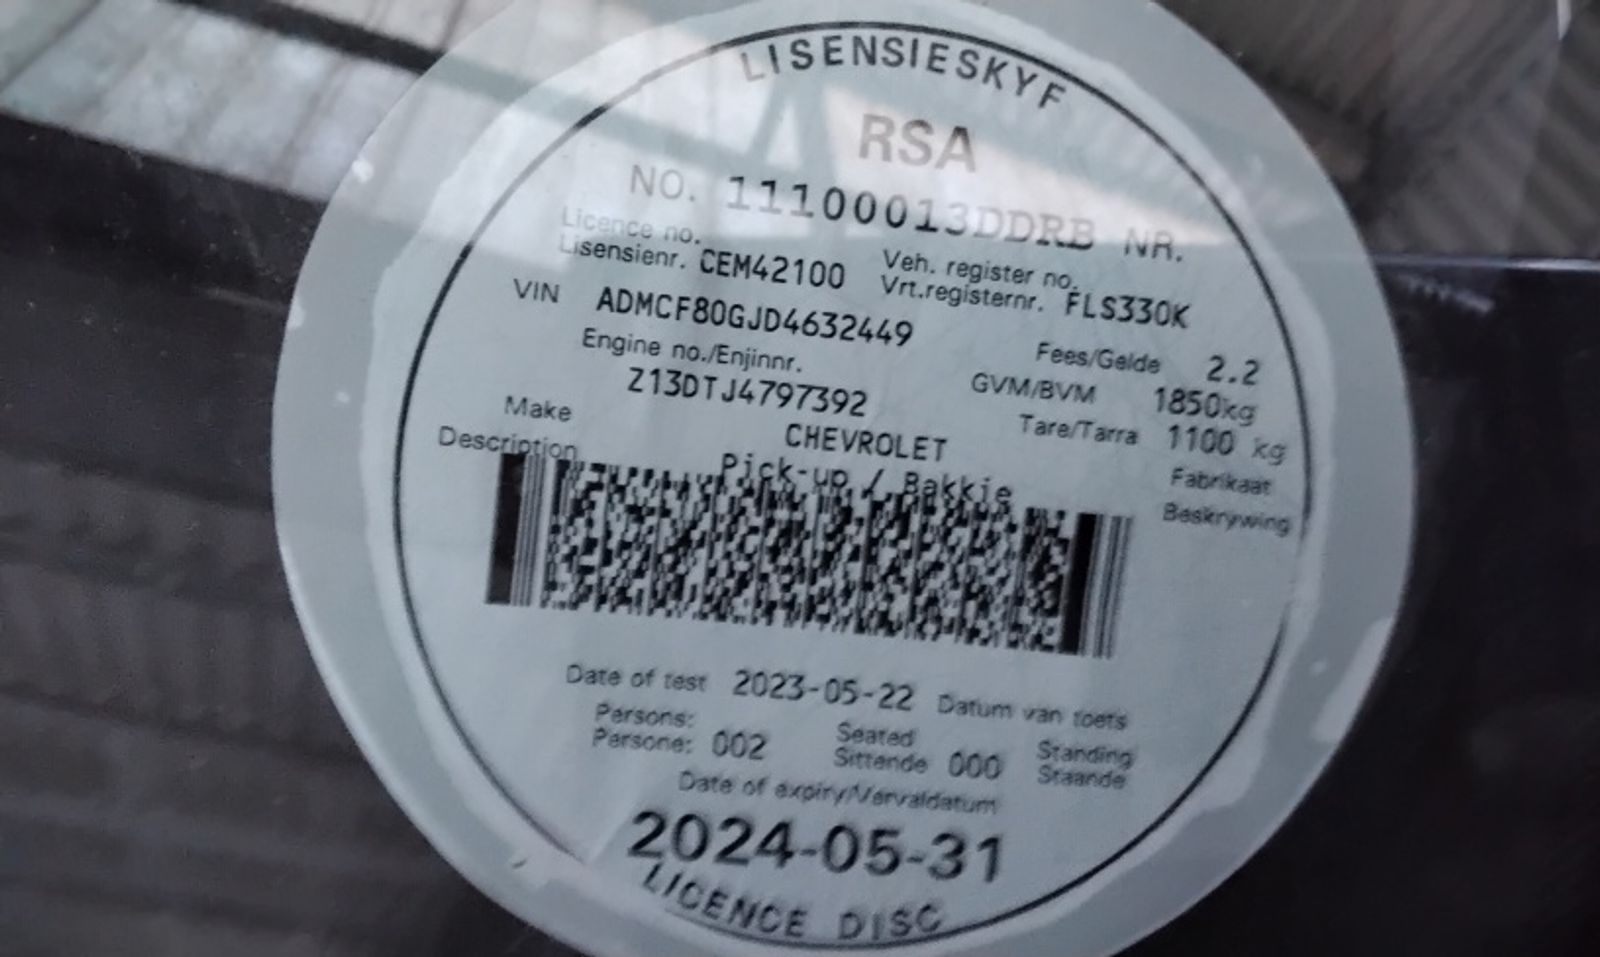 LISENSIESKYF
RSA
NO. 11100013DDRB NR.
Licence no.
Lisensienr. CEM42100
Veh. register no.
Vrt.registernr. FLS330K
VIN ADMCF80GJD4632449
Engine no./Enjinnr.
Z13DTJ4797392
Fees/Gelde 2.2
GVM/BVM 1850kg
Tare/Tarra 1100 kg
Make CHEVROLET Fabrikaat
Description Pick-up / Bakkie Beskrywing
Date of test 2023-05-22 Datum van toets
Persons: Seated Standing
Persone: 002 Sittende 000 Staande
Date of expiry/Vervaldatum
2024-05-31
LICENCE DISC